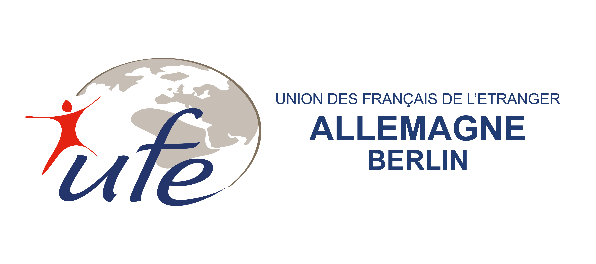 ufe
UNION DES FRANÇAIS DE L'ETRANGER
ALLEMAGNE
BERLIN